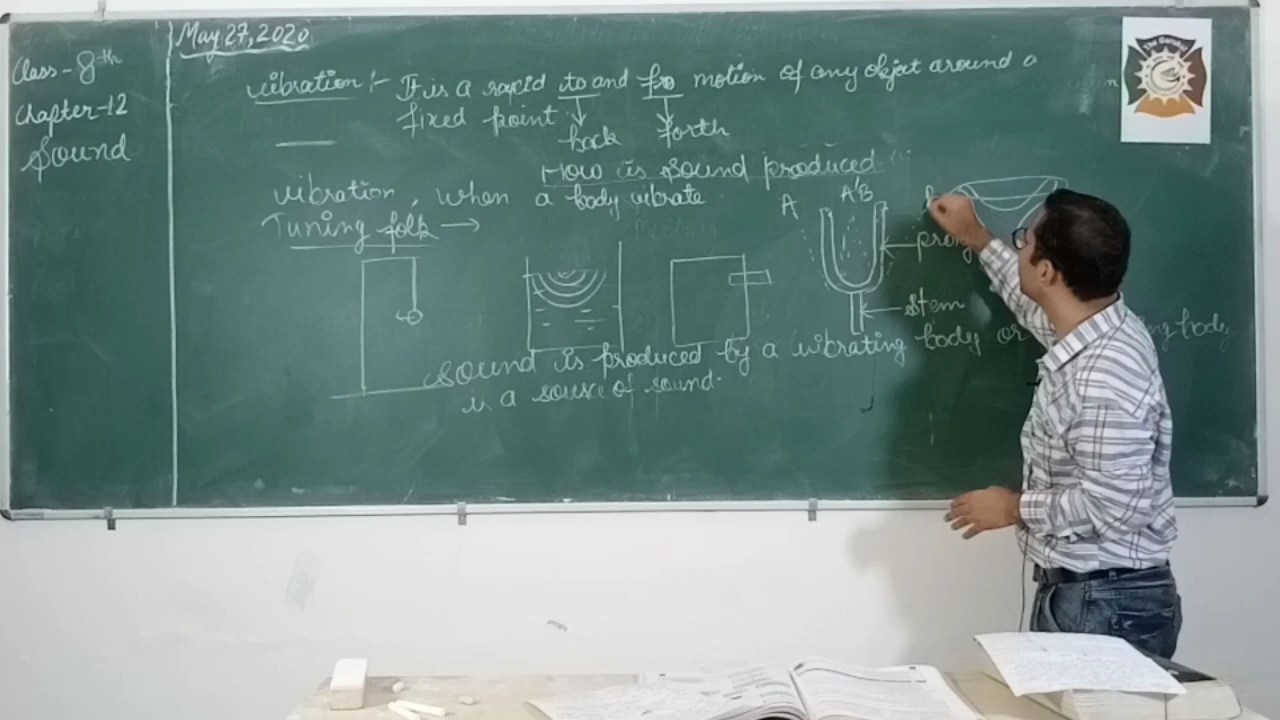 Class - 8th
Chapter-12
Sound
May 27, 2020
vibration :- It is a rapid to and fro motion of any object around a
fixed point.
back forth
How is sound produced
vibration, when a body vibrate
Tuning folk →
A A'B
prong
stem
sound is produced by a vibrating body or body
is a source of sound.